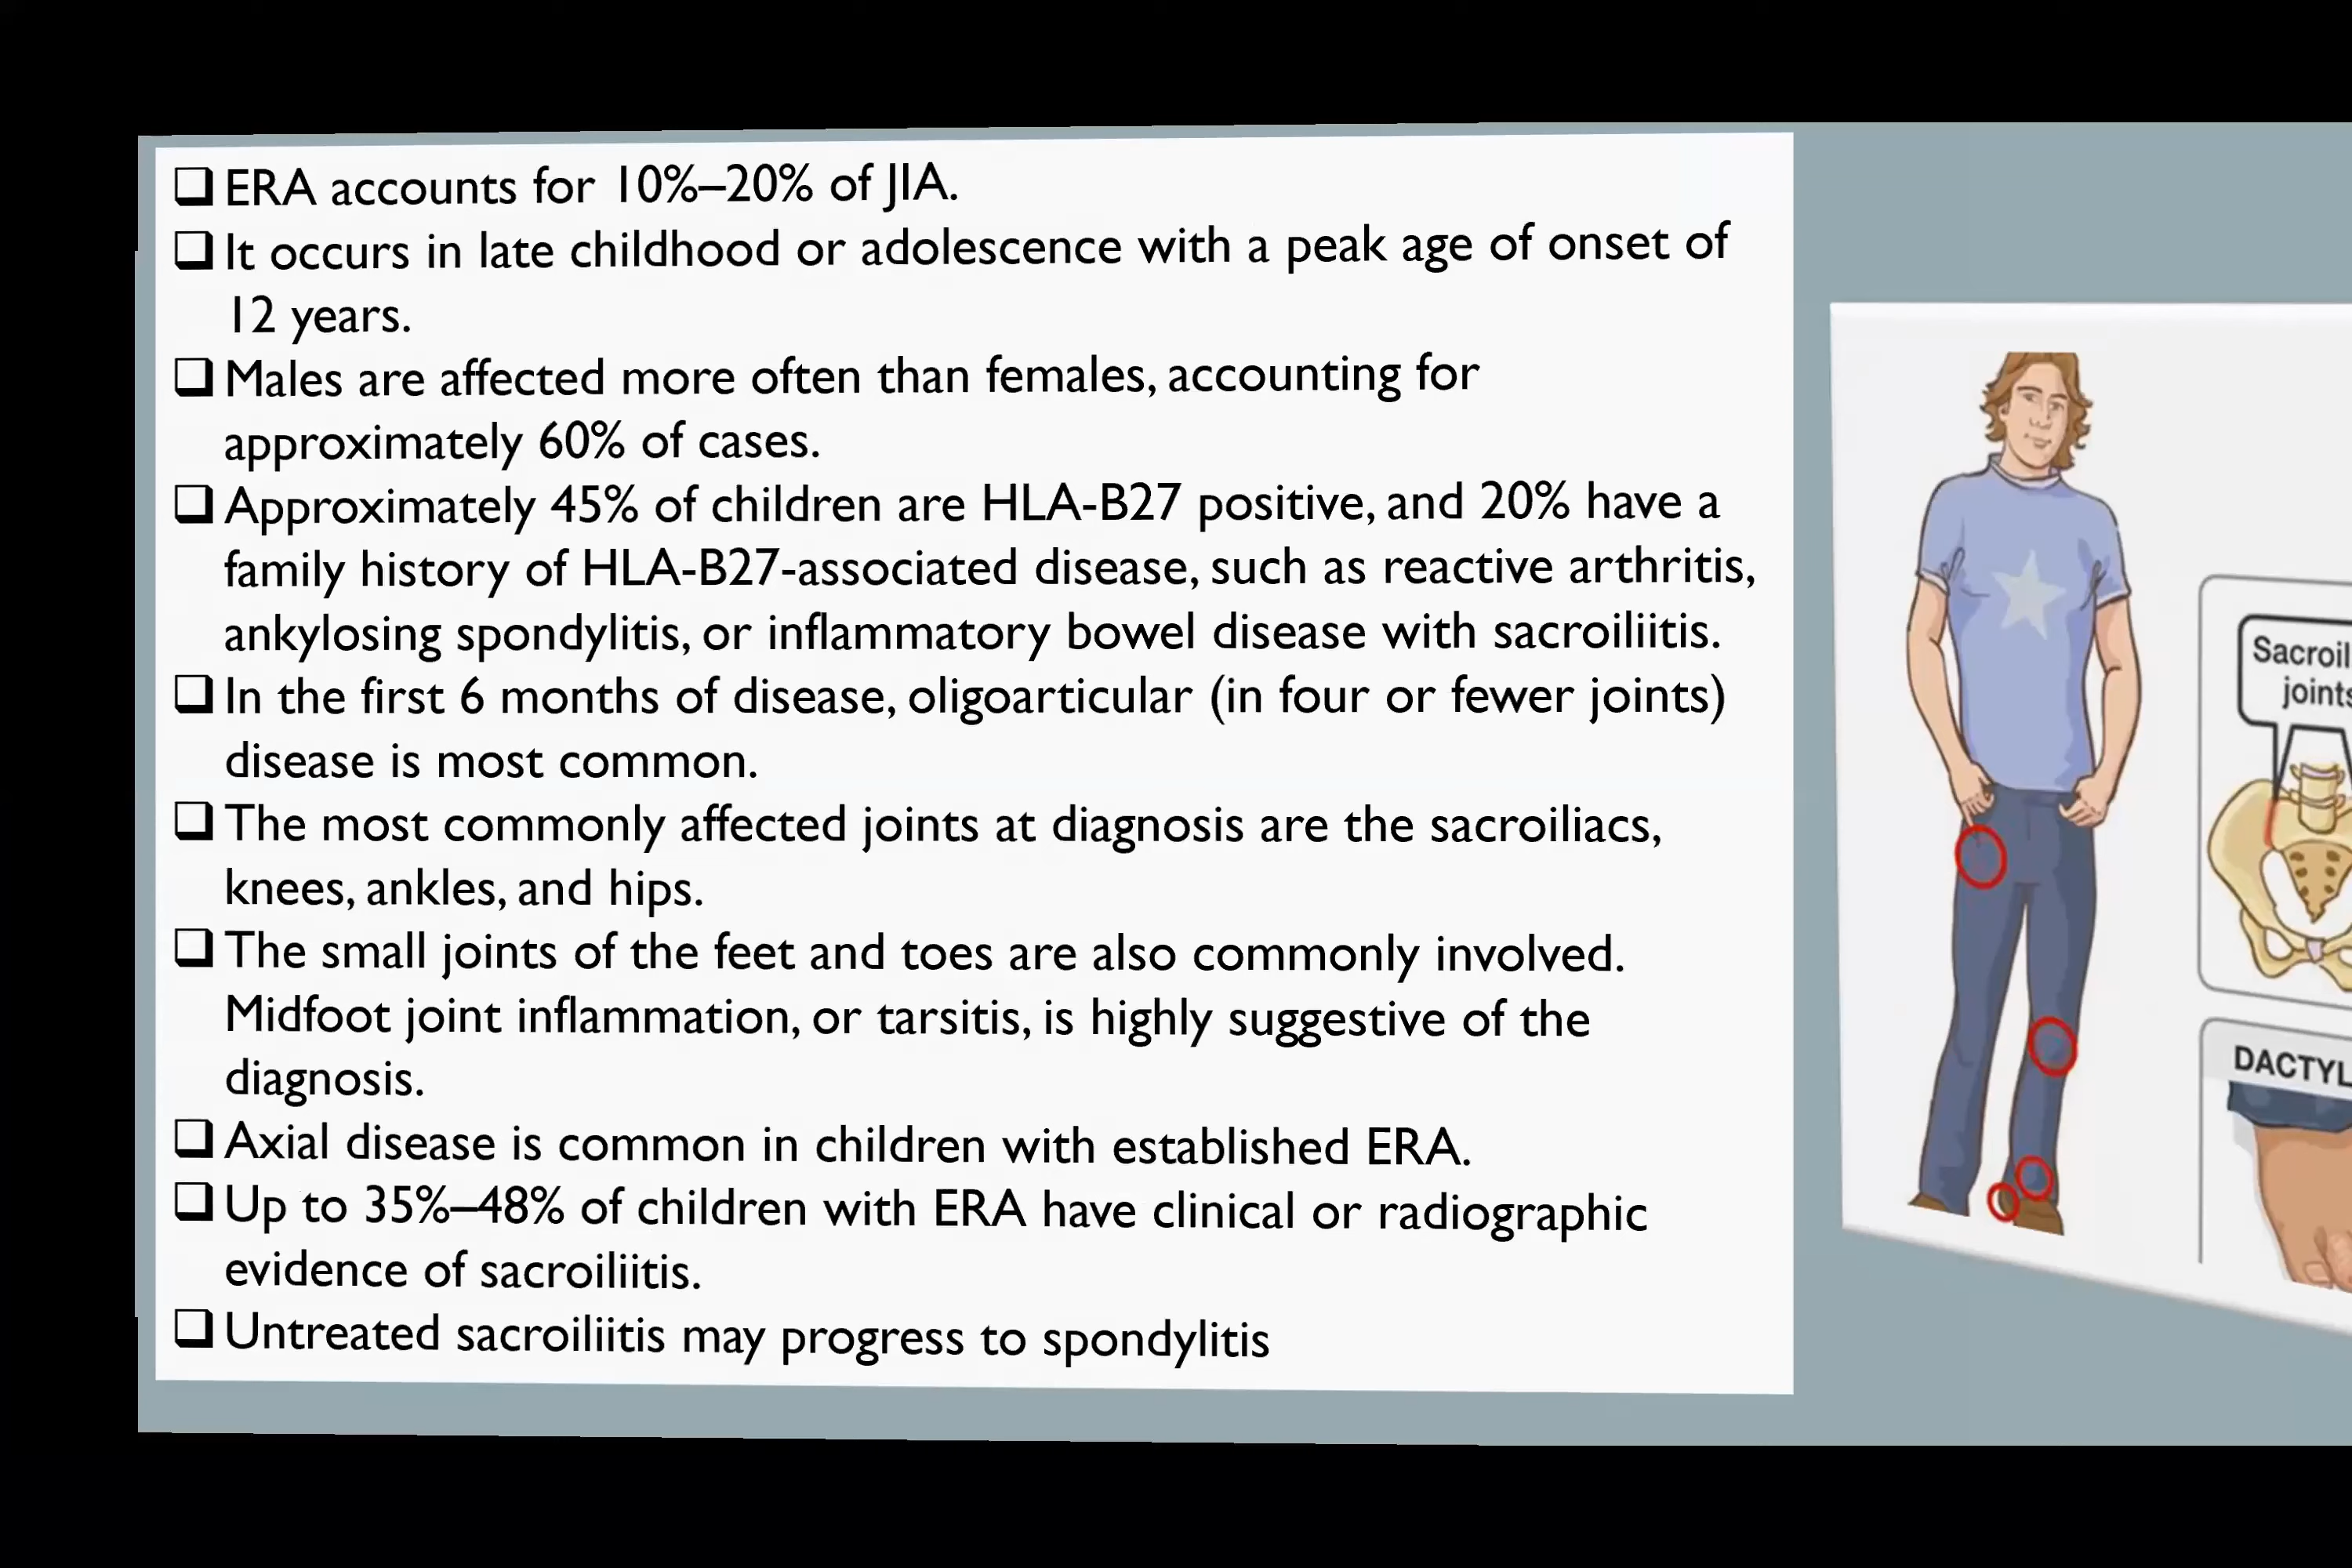 ❑ ERA accounts for 10%–20% of JIA.
❑ It occurs in late childhood or adolescence with a peak age of onset of
12 years.
❑ Males are affected more often than females, accounting for
approximately 60% of cases.
❑ Approximately 45% of children are HLA-B27 positive, and 20% have a
family history of HLA-B27-associated disease, such as reactive arthritis,
ankylosing spondylitis, or inflammatory bowel disease with sacroiliitis.
❑ In the first 6 months of disease, oligoarticular (in four or fewer joints)
disease is most common.
❑ The most commonly affected joints at diagnosis are the sacroiliacs,
knees, ankles, and hips.
❑ The small joints of the feet and toes are also commonly involved.
Midfoot joint inflammation, or tarsitis, is highly suggestive of the
diagnosis.
❑ Axial disease is common in children with established ERA.
❑ Up to 35%–48% of children with ERA have clinical or radiographic
evidence of sacroiliitis.
❑ Untreated sacroiliitis may progress to spondylitis
Sacroil
joints
DACTYL